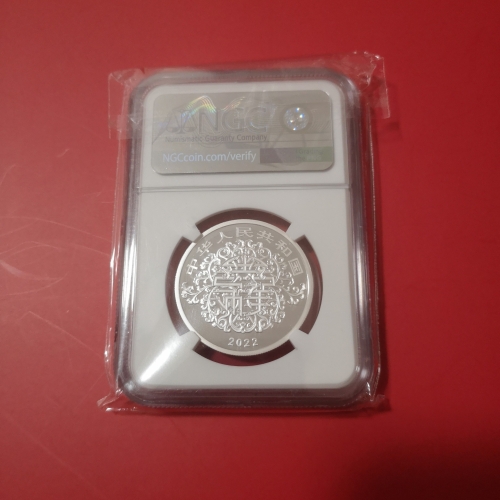 NGC
Numismatic Guaranty Company
NGCcoin.com/verify
中华人民共和国
2022